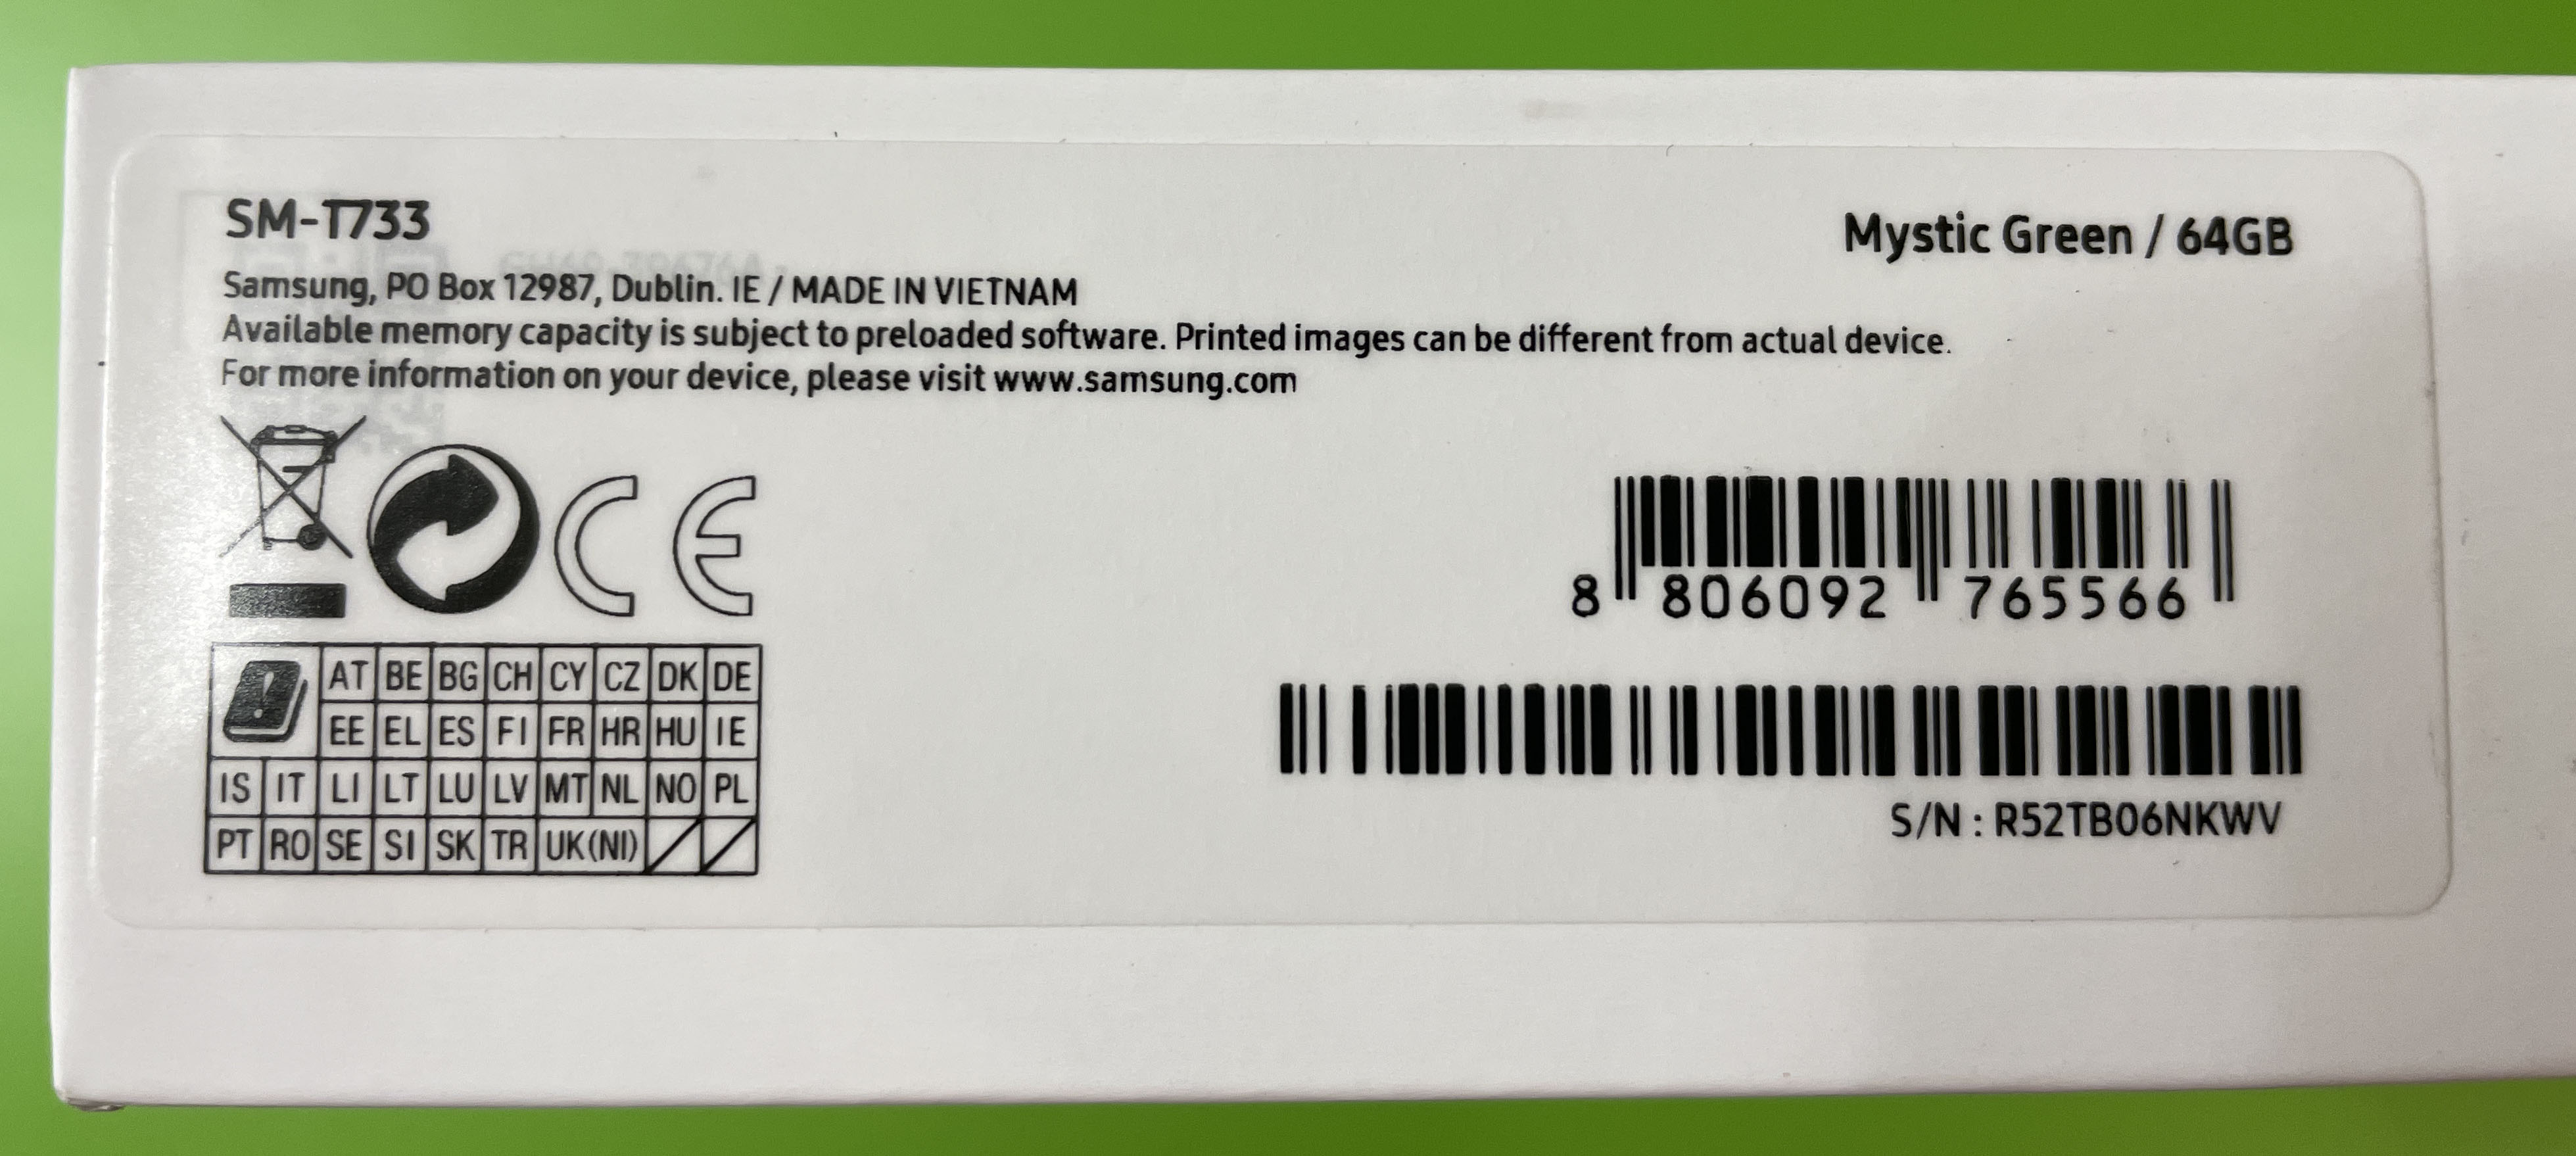 SM-T733
Mystic Green / 64GB
Samsung, PO Box 12987, Dublin. IE / MADE IN VIETNAM
Available memory capacity is subject to preloaded software. Printed images can be different from actual device.
For more information on your device, please visit www.samsung.com
CE
8 806092 765566
AT BE BG CH CY CZ DK DE
EE EL ES FI FR HR HU IE
IS IT LI LT LU LV MT NL NO PL
PT RO SE SI SK TR UK(NI)
S/N : R52TB06NKWV